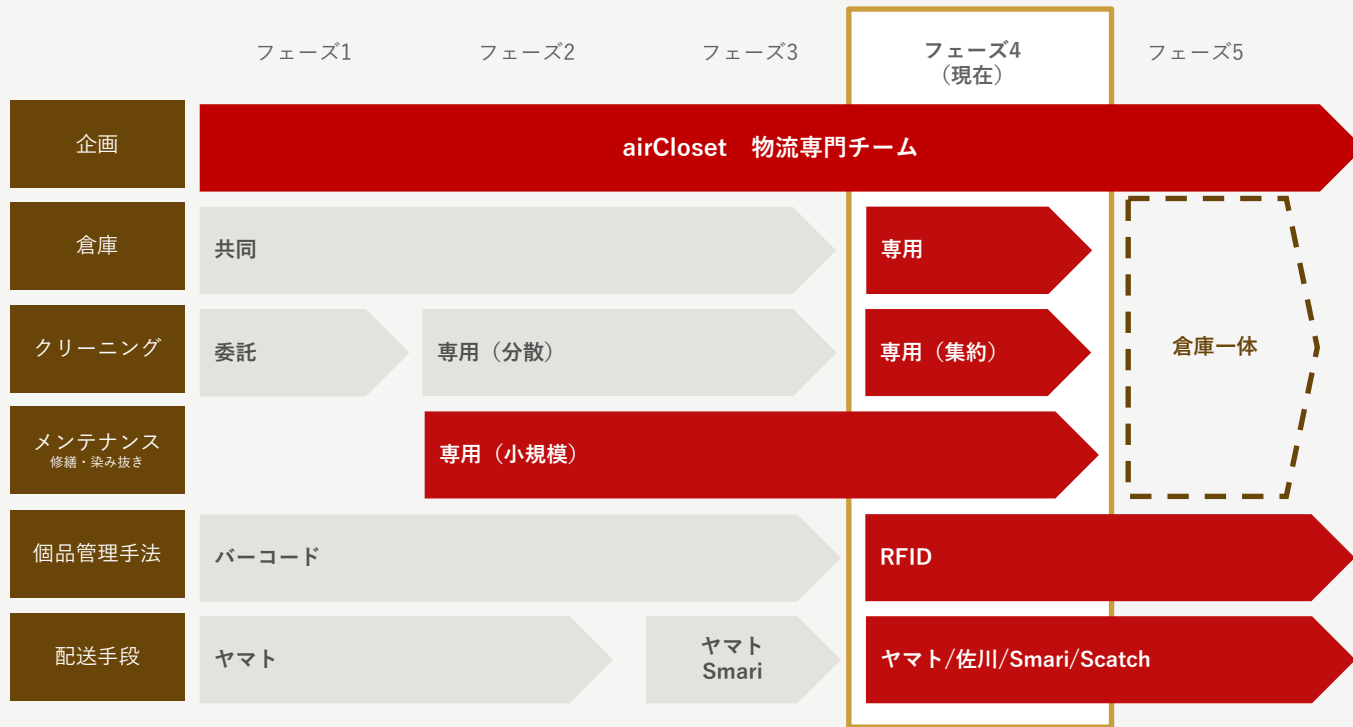 フェーズ1
フェーズ2
フェーズ3
フェーズ4
（現在）
フェーズ5
企画
airCloset　物流専門チーム
倉庫
共同
専用
クリーニング
委託
専用（分散）
専用（集約）
倉庫一体
メンテナンス
修繕・染み抜き
専用（小規模）
個品管理手法
バーコード
RFID
配送手段
ヤマト
ヤマト
Smari
ヤマト/佐川/Smari/Scatch